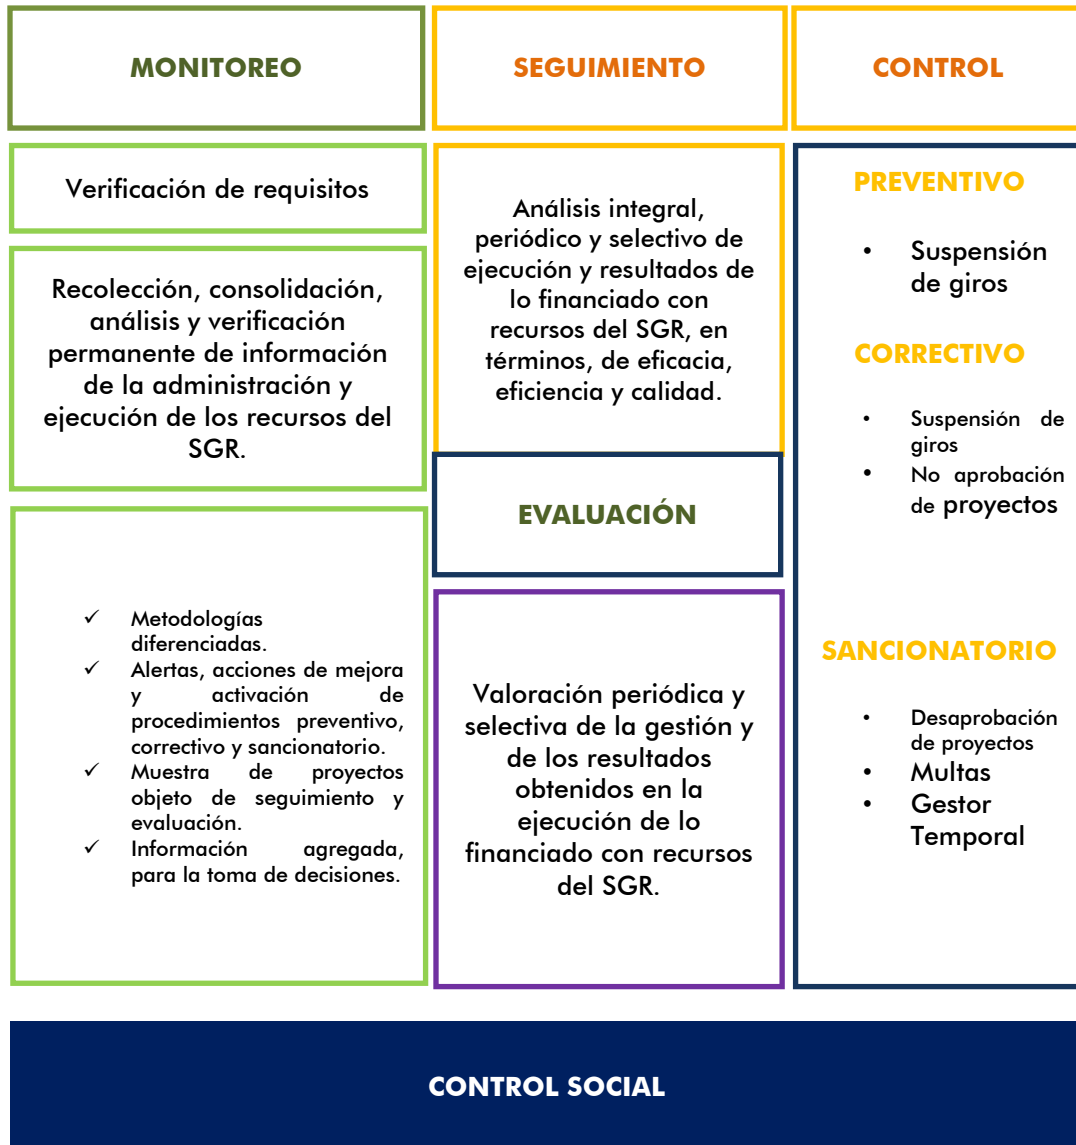 MONITOREO
Verificación de requisitos
Recolección, consolidación,
análisis y verificación
permanente de información
de la administración y
ejecución de los recursos del
SGR.
✓ Metodologías
diferenciadas.
✓ Alertas, acciones de mejora
y activación de
procedimientos preventivo,
correctivo y sancionatorio.
✓ Muestra de proyectos
objeto de seguimiento y
evaluación.
✓ Información agregada,
para la toma de decisiones.
SEGUIMIENTO
Análisis integral,
periódico y selectivo de
ejecución y resultados de
lo financiado con
recursos del SGR, en
términos, de eficacia,
eficiencia y calidad.
EVALUACIÓN
Valoración periódica y
selectiva de la gestión y
de los resultados
obtenidos en la
ejecución de lo
financiado con recursos
del SGR.
CONTROL
PREVENTIVO
• Suspensión
de giros
CORRECTIVO
• Suspensión de
giros
• No aprobación
de proyectos
SANCIONATORIO
• Desaprobación
de proyectos
• Multas
• Gestor
Temporal
CONTROL SOCIAL